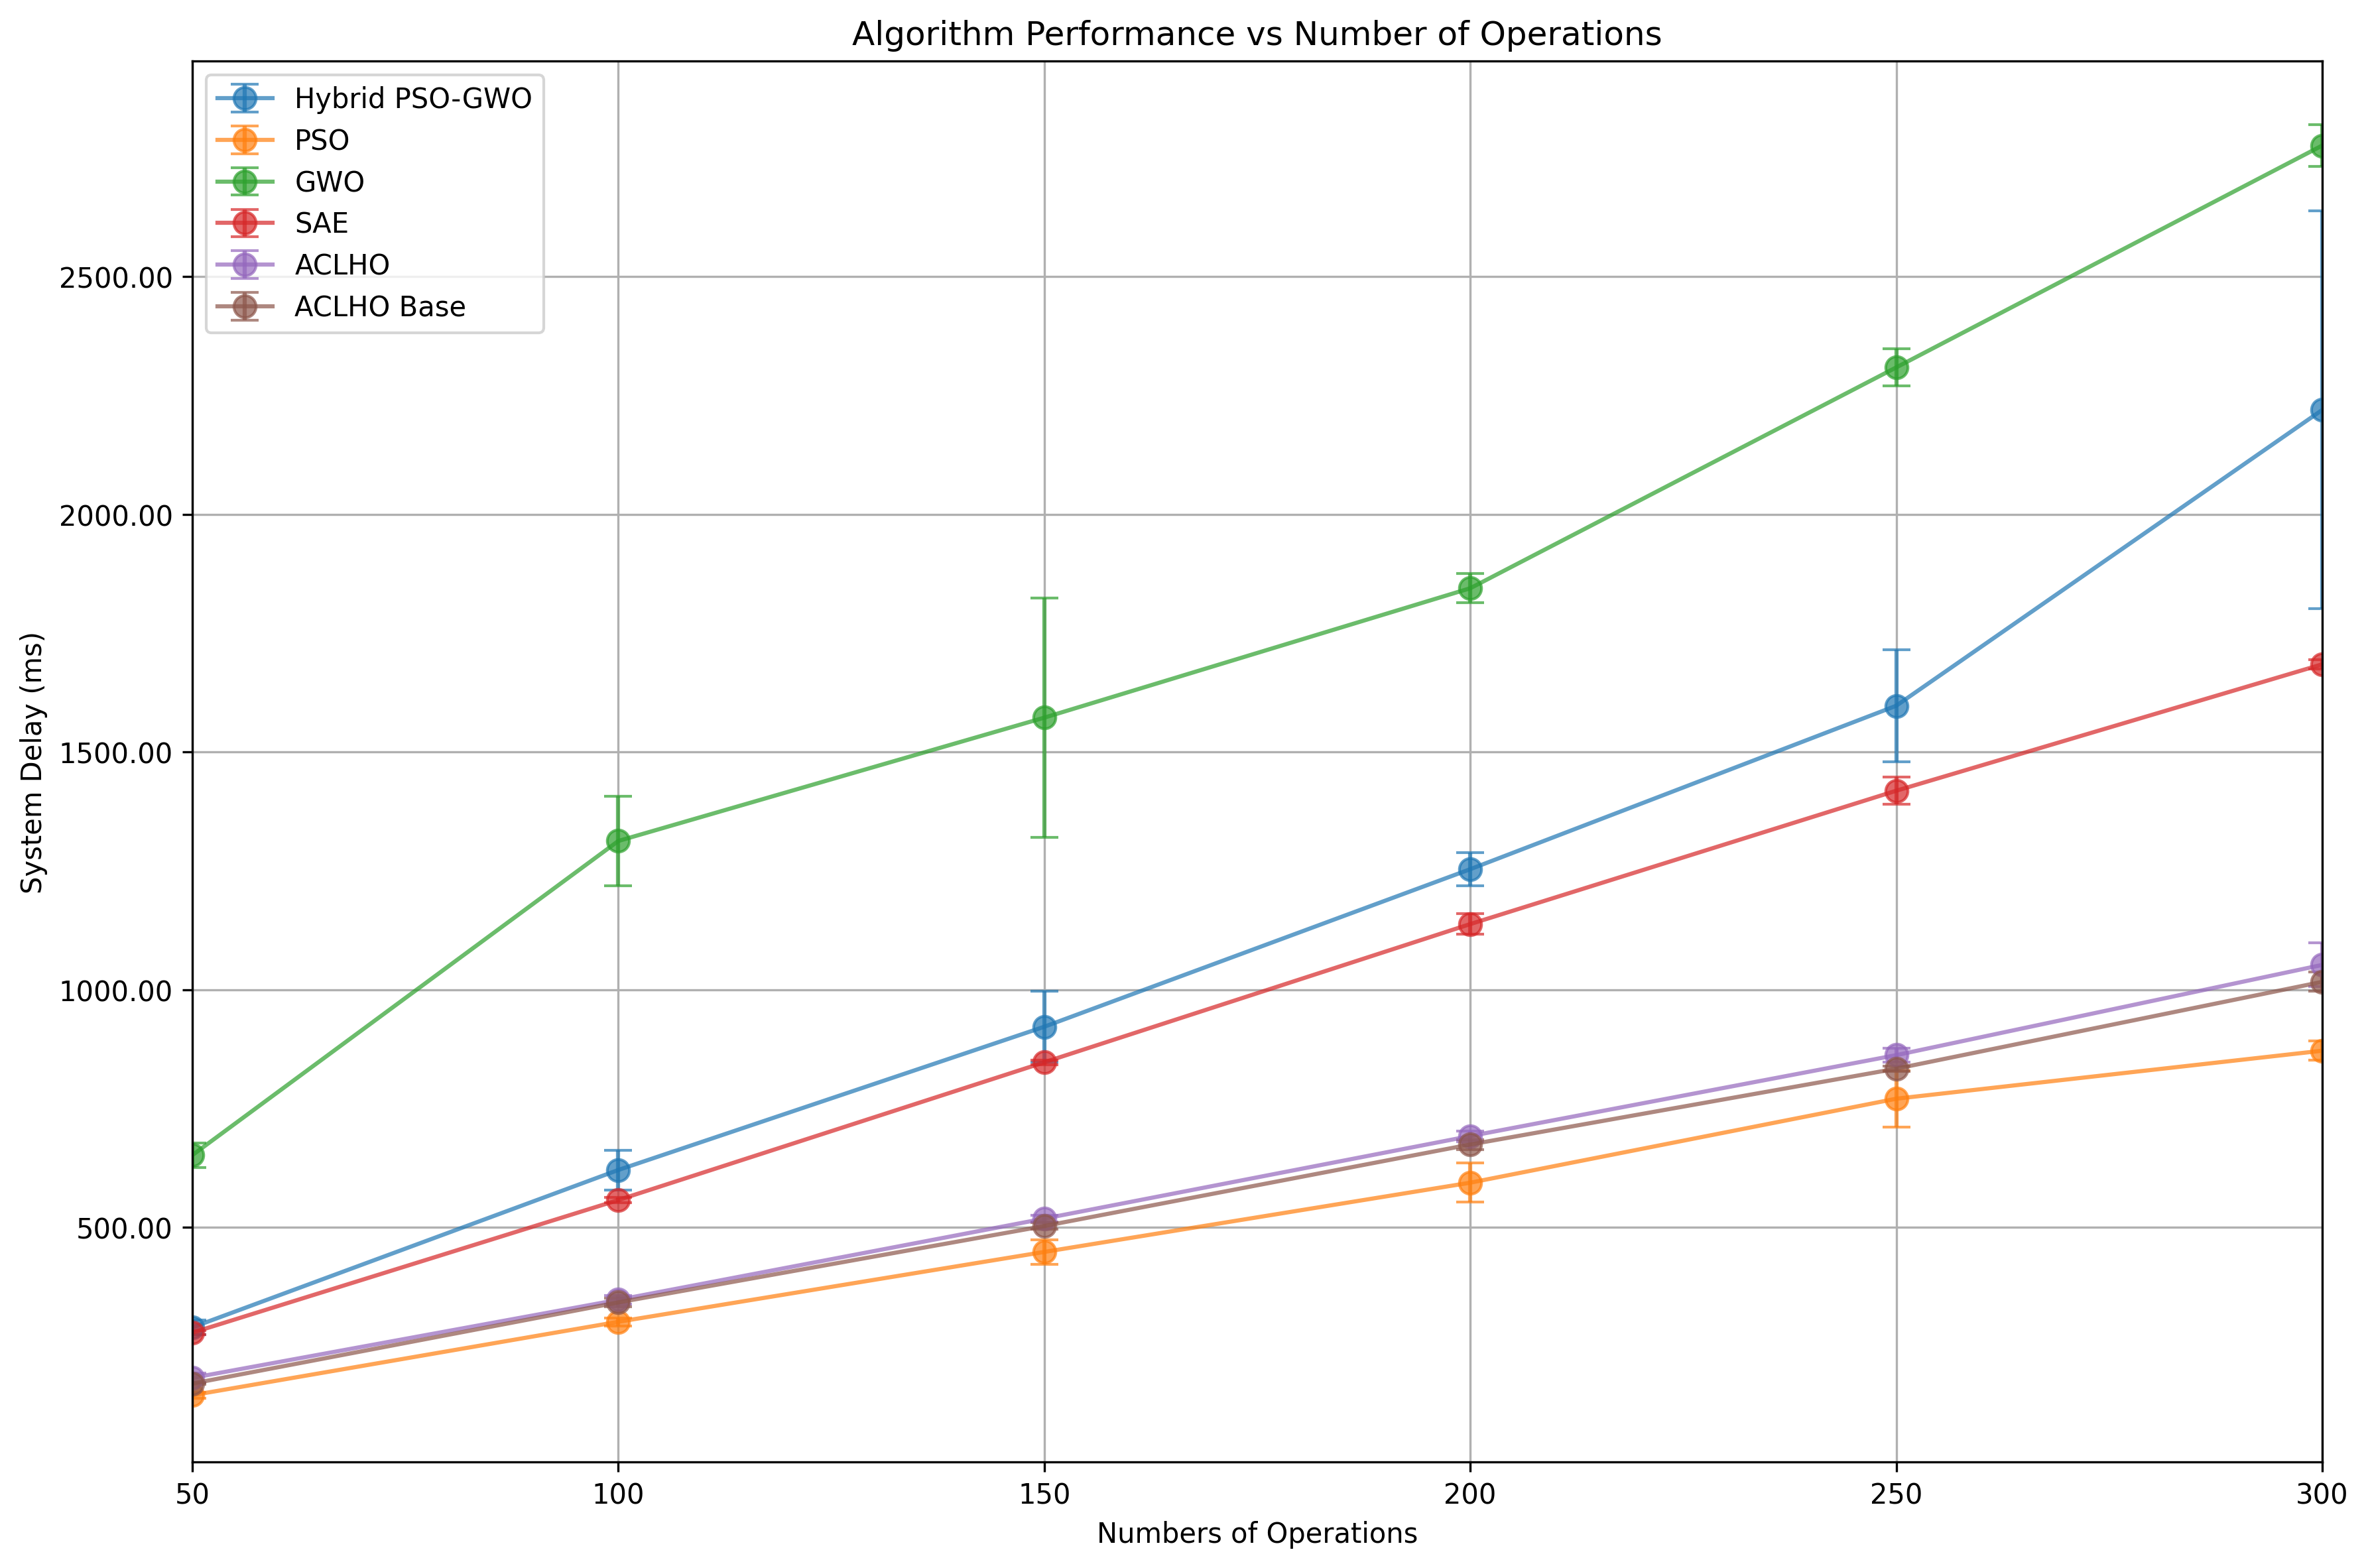 Algorithm Performance vs Number of Operations
Hybrid PSO-GWO
PSO
GWO
SAE
ACLHO
ACLHO Base
2500.00
2000.00
1500.00
1000.00
500.00
System Delay (ms)
50 100 150 200 250 300
Numbers of Operations